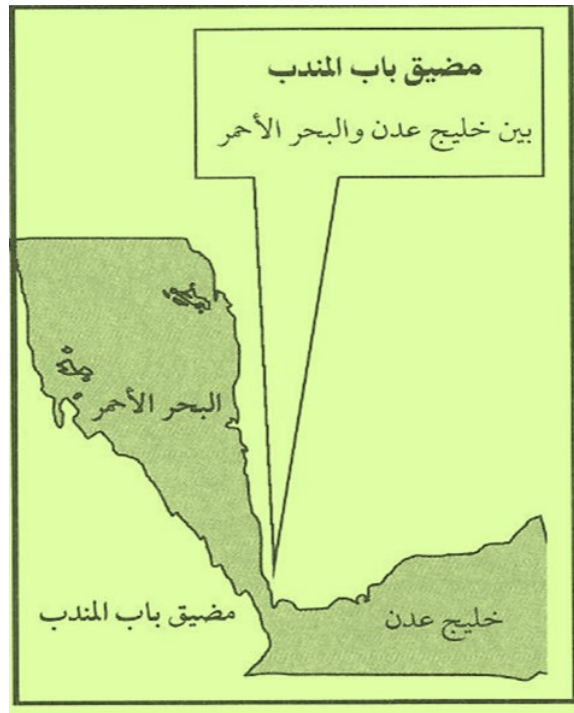 مضيق باب المندب
بين خليج عدن والبحر الأحمر
البحر الأحمر
مضيق باب المندب
خليج عدن